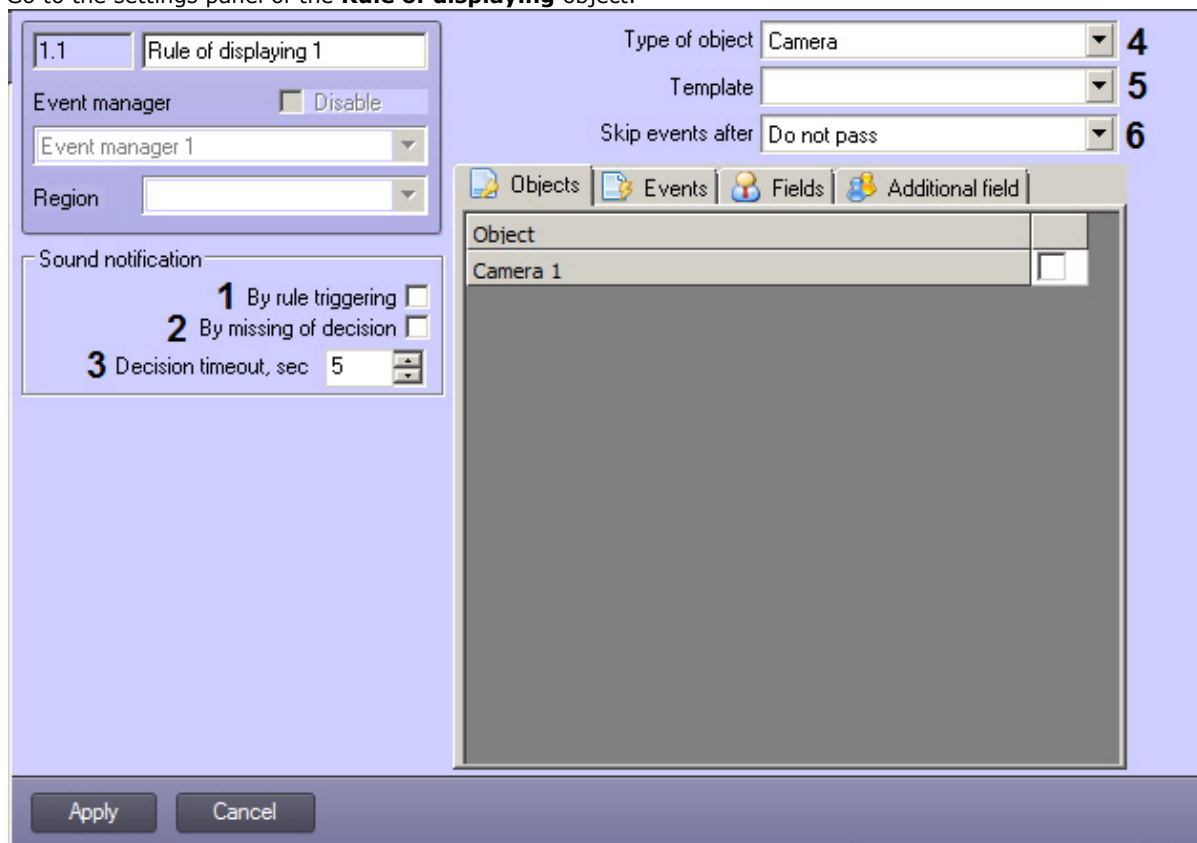 Go to the settings panel of the Rule of displaying object.
1.1 Rule of displaying 1
Event manager Disable
Event manager 1
Region
Sound notification
1 By rule triggering
2 By missing of decision
3 Decision timeout, sec 5
Type of object Camera 4
Template 5
Skip events after Do not pass 6
Objects Events Fields Additional field
Object
Camera 1
Apply Cancel